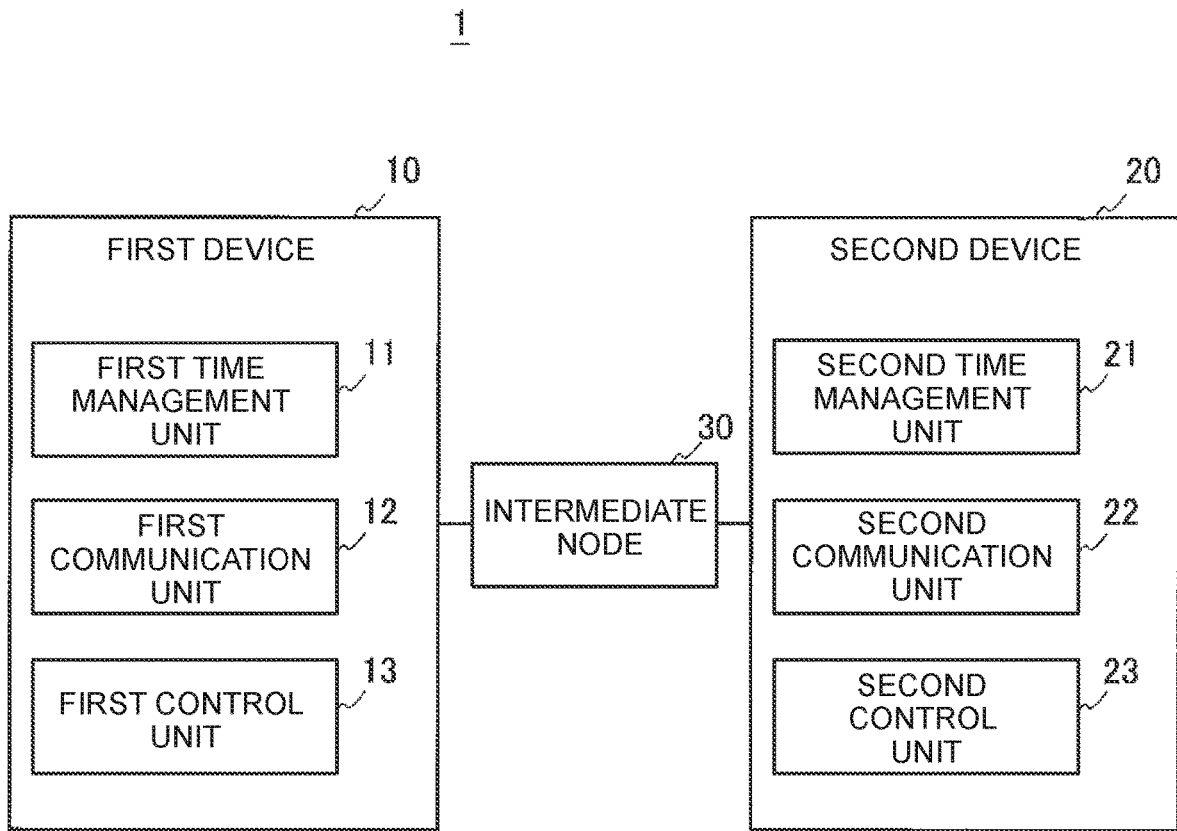 1
10
FIRST DEVICE
FIRST TIME
MANAGEMENT
UNIT
11
FIRST
COMMUNICATION
UNIT
12
FIRST CONTROL
UNIT
13
30
INTERMEDIATE
NODE
20
SECOND DEVICE
SECOND TIME
MANAGEMENT
UNIT
21
SECOND
COMMUNICATION
UNIT
22
SECOND
CONTROL
UNIT
23